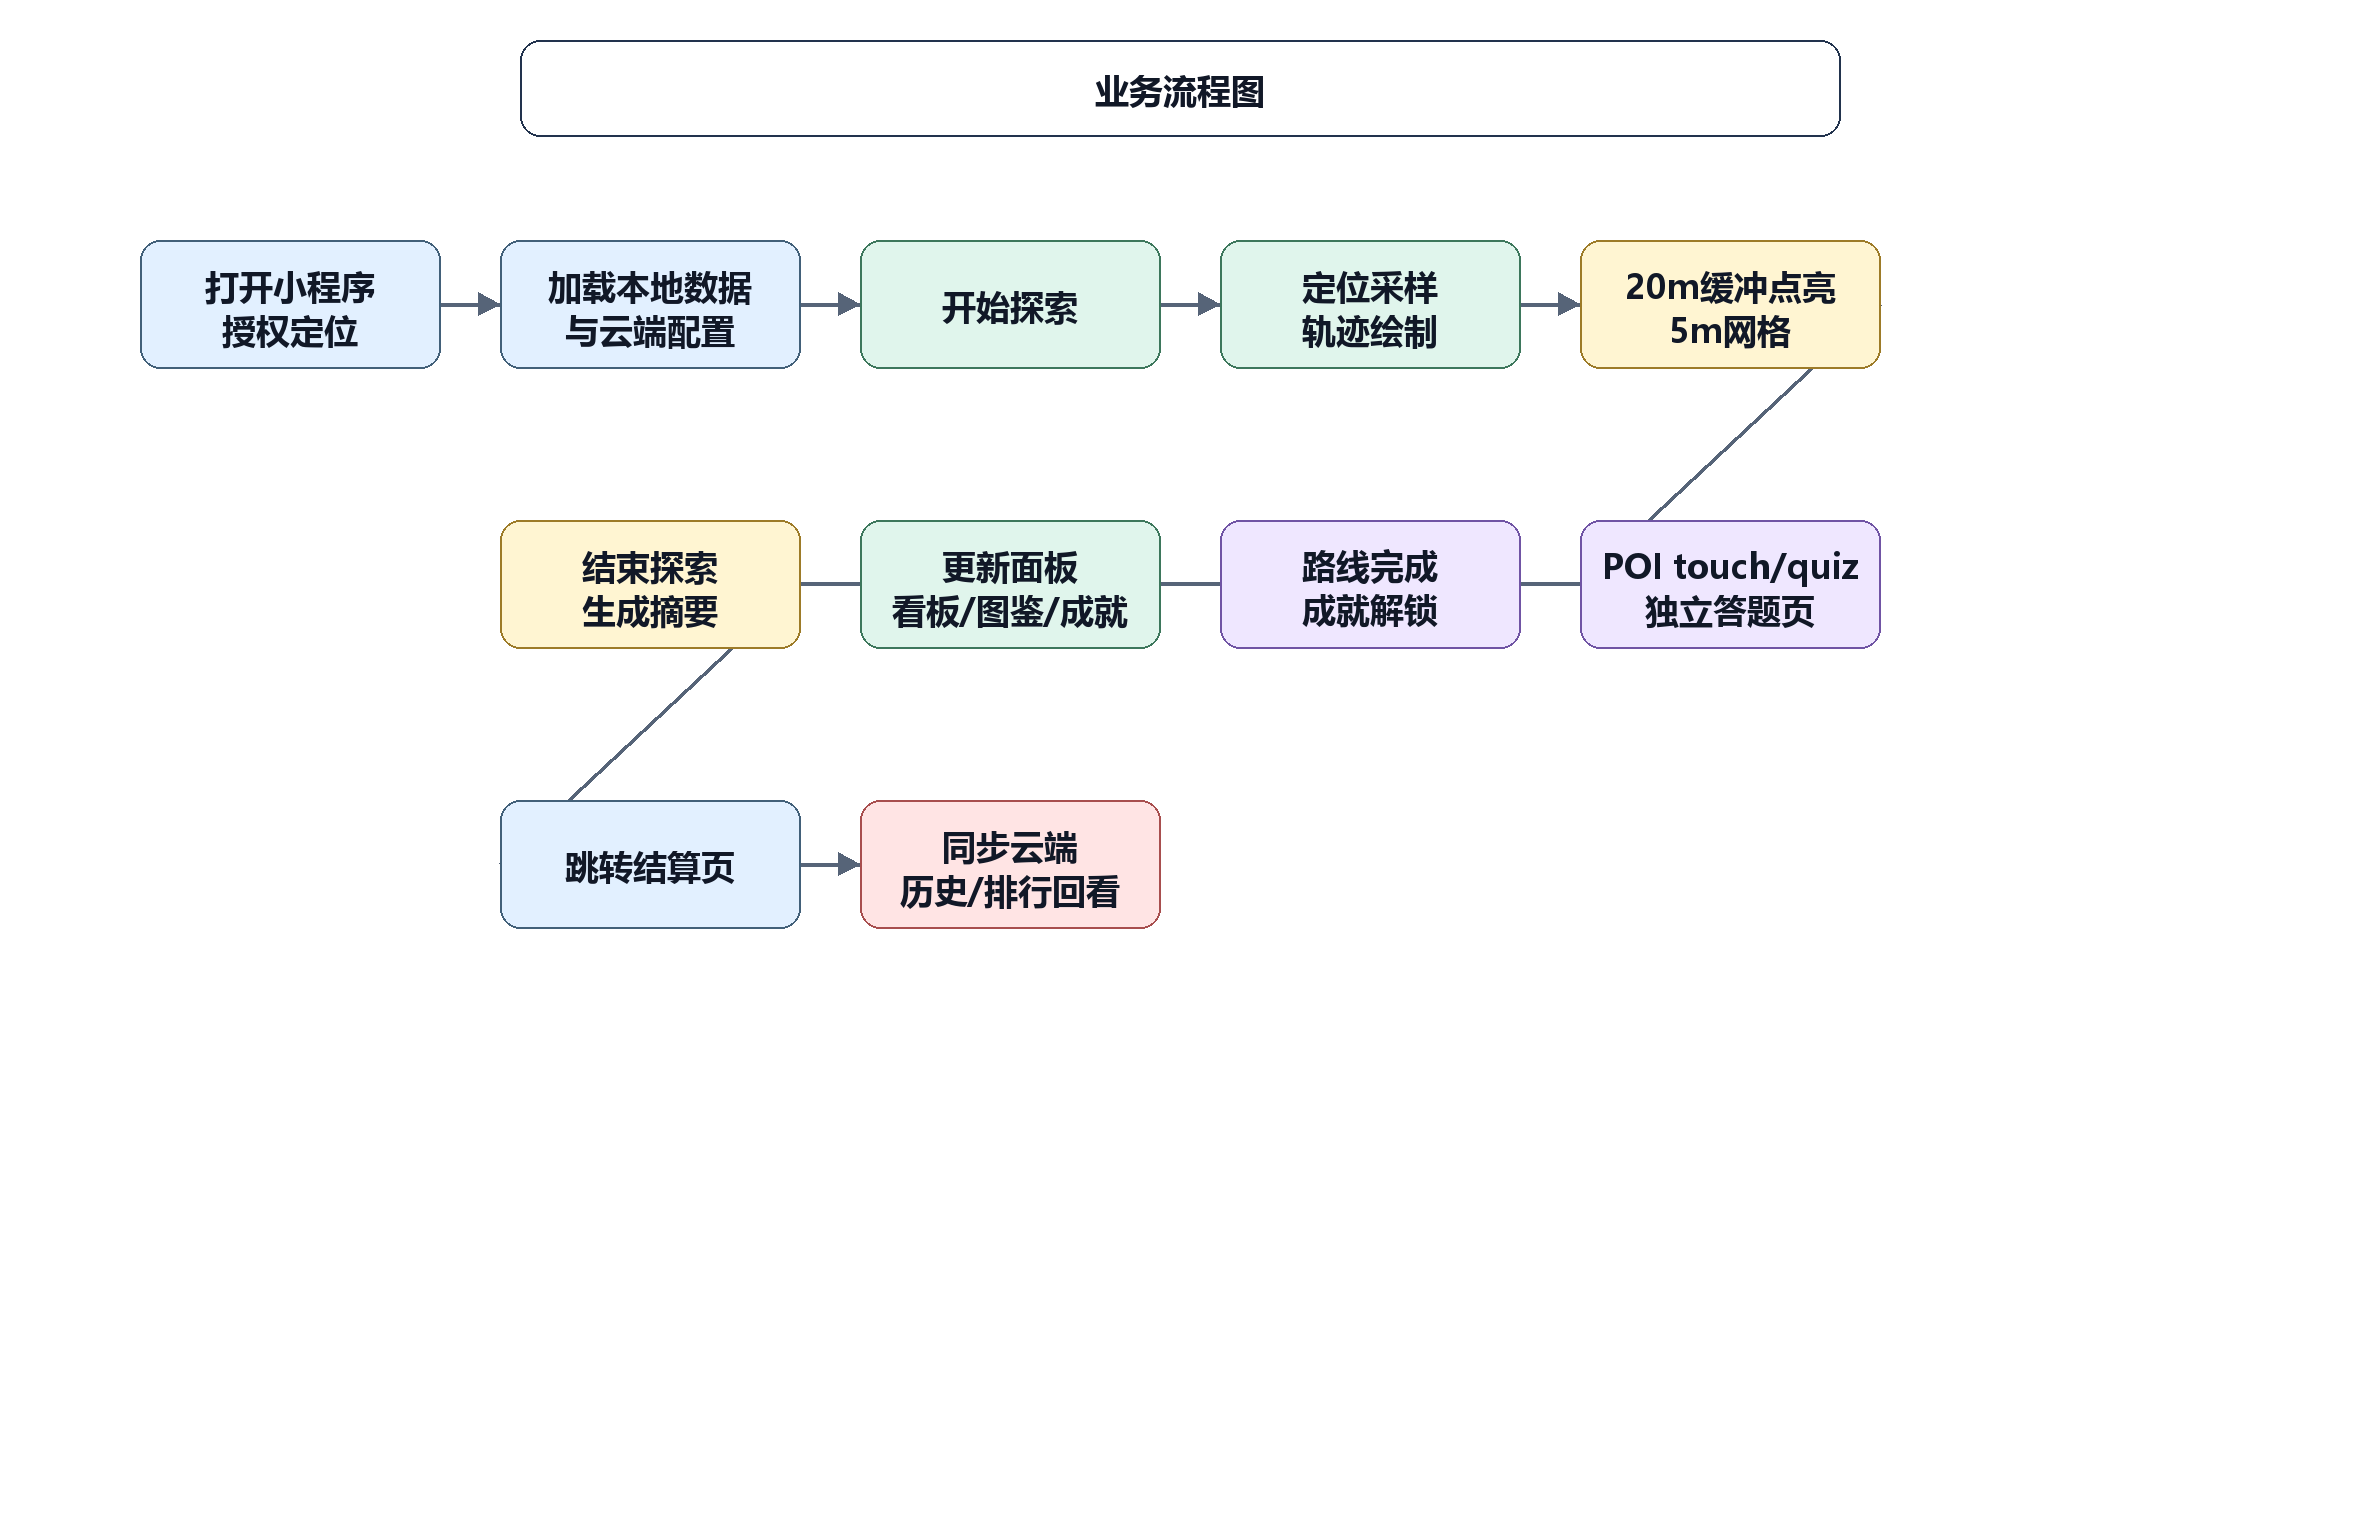 业务流程图
打开小程序
授权定位
加载本地数据
与云端配置
开始探索
定位采样
轨迹绘制
20m缓冲点亮
5m网格
结束探索
生成摘要
更新面板
看板/图鉴/成就
路线完成
成就解锁
POI touch/quiz
独立答题页
跳转结算页
同步云端
历史/排行回看